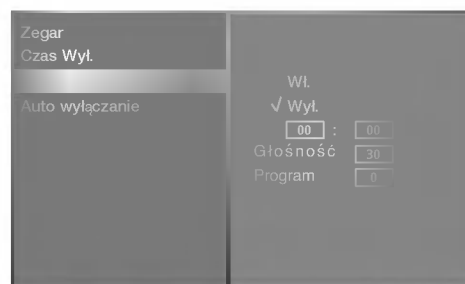 Zegar
Czas Wył.
Auto wyłączanie
Wł.
√ Wył.
00 : 00
Głośność 30
Program 0